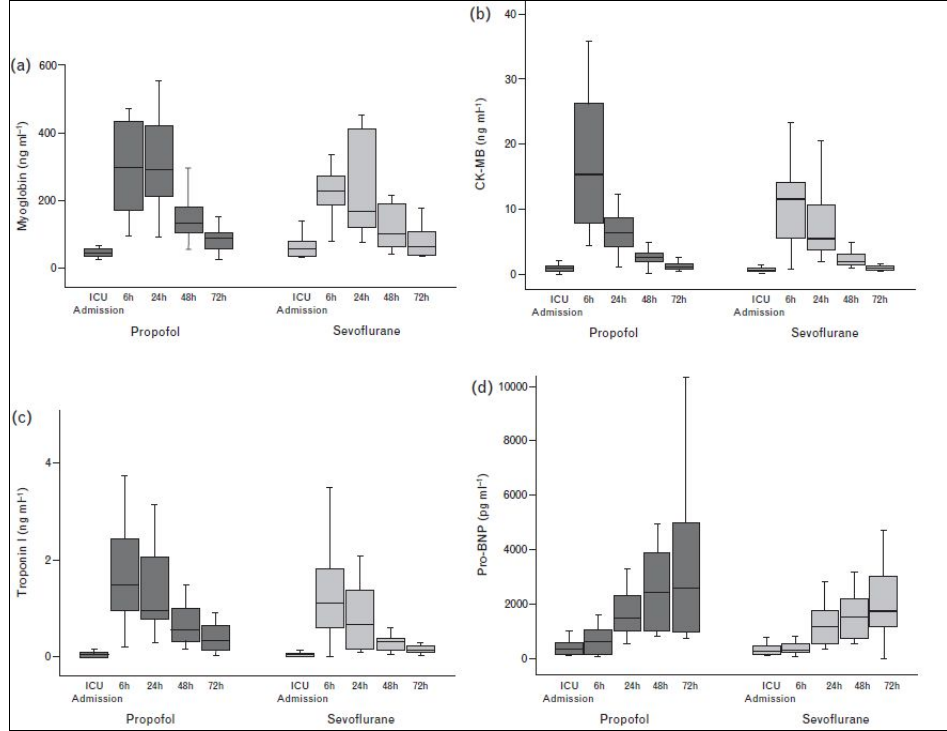 (a)
Myoglobin (ng ml⁻¹)
600
400
200
0
ICU Admission 6h 24h 48h 72h
ICU Admission 6h 24h 48h 72h
Propofol Sevoflurane
(b)
CK-MB (ng ml⁻¹)
40
30
20
10
0
ICU Admission 6h 24h 48h 72h
ICU Admission 6h 24h 48h 72h
Propofol Sevoflurane
(c)
Troponin I (ng ml⁻¹)
4
2
0
ICU Admission 6h 24h 48h 72h
ICU Admission 6h 24h 48h 72h
Propofol Sevoflurane
(d)
Pro-BNP (pg ml⁻¹)
10000
8000
6000
4000
2000
0
ICU Admission 6h 24h 48h 72h
ICU Admission 6h 24h 48h 72h
Propofol Sevoflurane